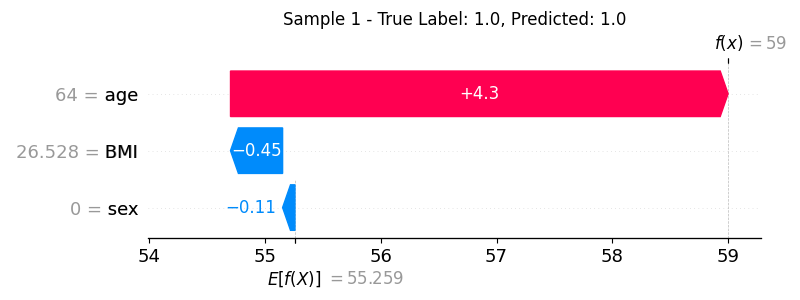 Sample 1 - True Label: 1.0, Predicted: 1.0
f(x) = 59
64 = age
+4.3
26.528 = BMI
−0.45
0 = sex
−0.11
54 55 56 57 58 59
E[f(X)] = 55.259